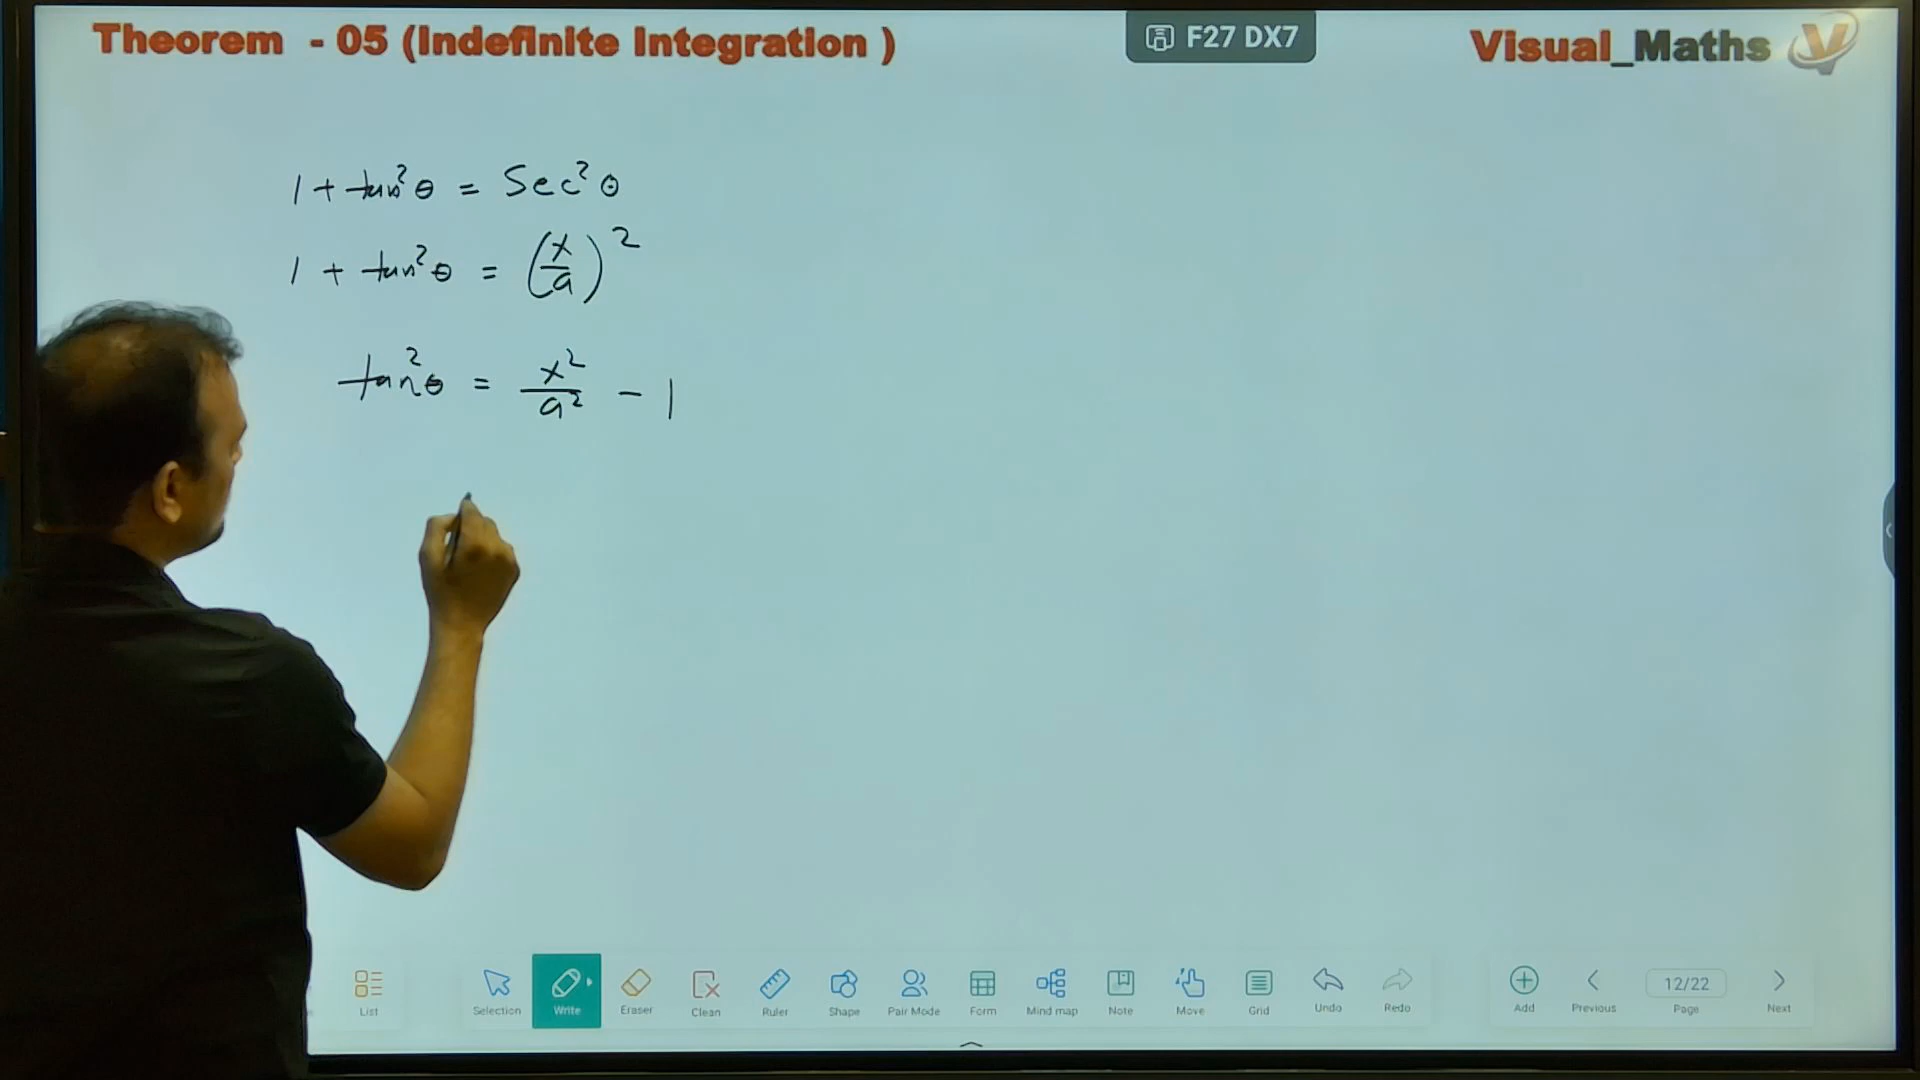 Theorem - 05 (Indefinite Integration )
F27 DX7
Visual_Maths
1 + tan²θ = Sec²θ
1 + tan²θ = (x/a)²
tan²θ = x²/a² - 1
List
Selection
Write
Eraser
Clean
Ruler
Shape
Pair Mode
Form
Mind map
Note
Move
Grid
Undo
Redo
Add
Previous
12/22
Page
Next